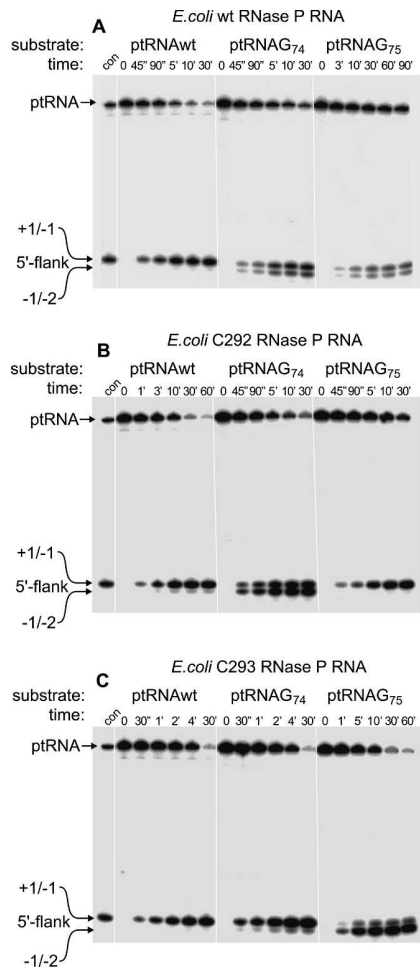 A
E.coli wt RNase P RNA
substrate: ptRNAwt ptRNAG74 ptRNAG75
time: con 0 45" 90" 5' 10' 30' 0 45" 90" 5' 10' 30' 0 3' 10' 30' 60' 90'
ptRNA
+1/-1
5'-flank
-1/-2
B
E.coli C292 RNase P RNA
substrate: ptRNAwt ptRNAG74 ptRNAG75
time: con 0 1' 3' 10' 30' 60' 0 45" 90" 5' 10' 30' 0 45" 90" 5' 10' 30'
ptRNA
+1/-1
5'-flank
-1/-2
C
E.coli C293 RNase P RNA
substrate: ptRNAwt ptRNAG74 ptRNAG75
time: con 0 30" 1' 2' 4' 30' 0 30" 1' 2' 4' 30' 0 1' 5' 10' 30' 60'
ptRNA
+1/-1
5'-flank
-1/-2